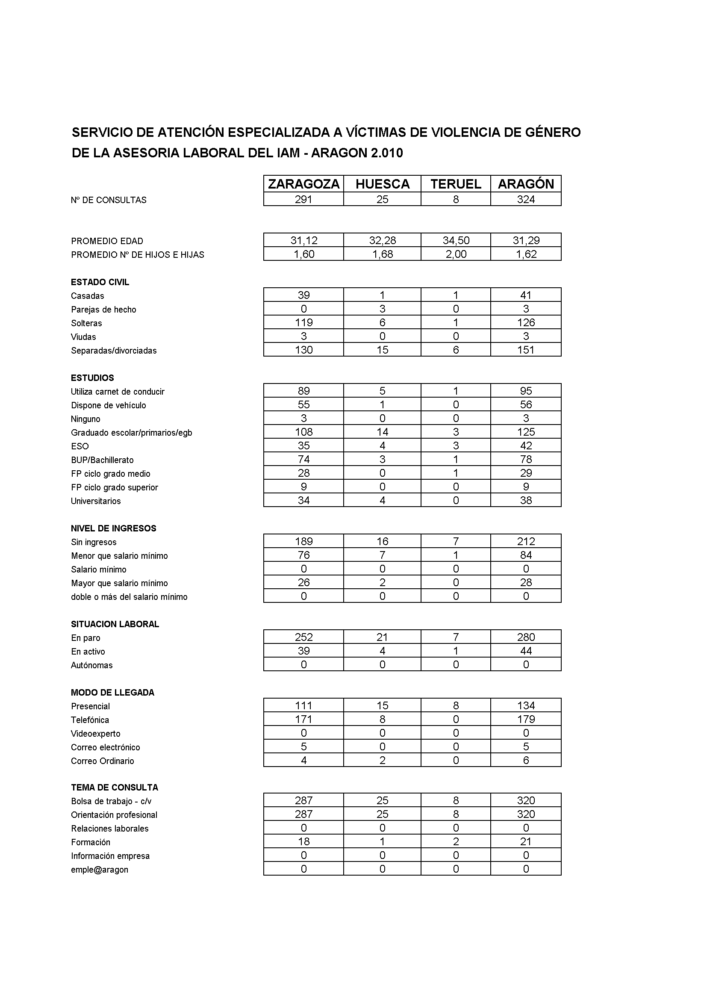 SERVICIO DE ATENCIÓN ESPECIALIZADA A VÍCTIMAS DE VIOLENCIA DE GÉNERO
DE LA ASESORIA LABORAL DEL IAM - ARAGON 2.010
ZARAGOZA HUESCA TERUEL ARAGÓN
Nº DE CONSULTAS 291 25 8 324
PROMEDIO EDAD 31,12 32,28 34,50 31,29
PROMEDIO Nº DE HIJOS E HIJAS 1,60 1,68 2,00 1,62
ESTADO CIVIL
Casadas 39 1 1 41
Parejas de hecho 0 3 0 3
Solteras 119 6 1 126
Viudas 3 0 0 3
Separadas/divorciadas 130 15 6 151
ESTUDIOS
Utiliza carnet de conducir 89 5 1 95
Dispone de vehículo 55 1 0 56
Ninguno 3 0 0 3
Graduado escolar/primarios/egb 108 14 3 125
ESO 35 4 3 42
BUP/Bachillerato 74 3 1 78
FP ciclo grado medio 28 0 1 29
FP ciclo grado superior 9 0 0 9
Universitarios 34 4 0 38
NIVEL DE INGRESOS
Sin ingresos 189 16 7 212
Menor que salario mínimo 76 7 1 84
Salario mínimo 0 0 0 0
Mayor que salario mínimo 26 2 0 28
doble o más del salario mínimo 0 0 0 0
SITUACION LABORAL
En paro 252 21 7 280
En activo 39 4 1 44
Autónomas 0 0 0 0
MODO DE LLEGADA
Presencial 111 15 8 134
Telefónica 171 8 0 179
Videoexperto 0 0 0 0
Correo electrónico 5 0 0 5
Correo Ordinario 4 2 0 6
TEMA DE CONSULTA
Bolsa de trabajo - c/v 287 25 8 320
Orientación profesional 287 25 8 320
Relaciones laborales 0 0 0 0
Formación 18 1 2 21
Información empresa 0 0 0 0
emple@aragon 0 0 0 0